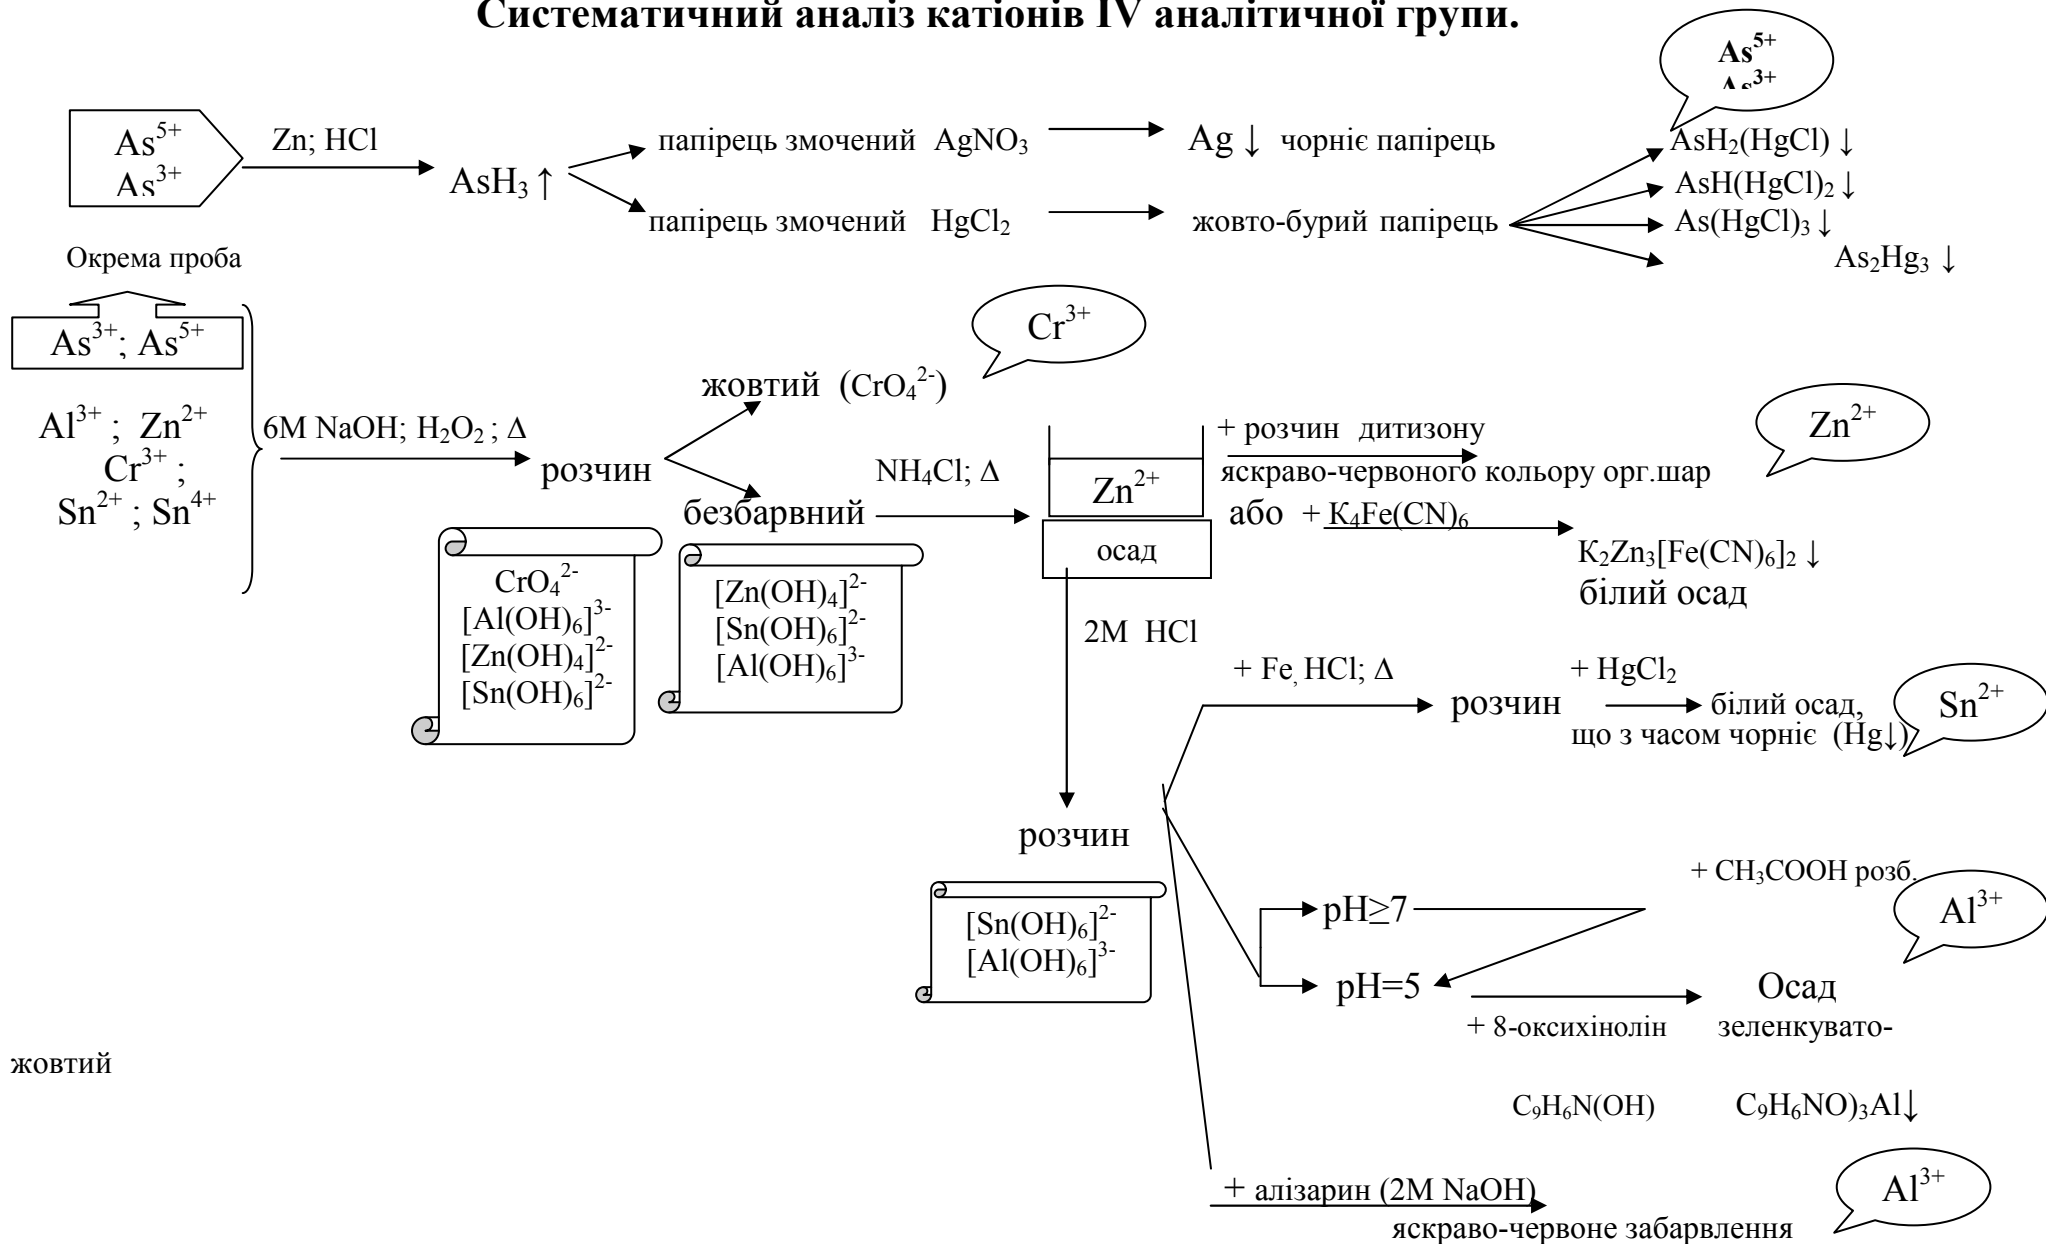 Систематичний аналіз катіонів IV аналітичної групи.
As⁵⁺
As³⁺
As⁵⁺
As³⁺
Zn; HCl
AsH₃ ↑
папірець змочений AgNO₃
Ag ↓ чорніє папірець
AsH₂(HgCl) ↓
AsH(HgCl)₂ ↓
папірець змочений HgCl₂
жовто-бурий папірець
As(HgCl)₃ ↓
As₂Hg₃ ↓
Окрема проба
As³⁺; As⁵⁺
Cr³⁺
жовтий (CrO₄²⁻)
Al³⁺ ; Zn²⁺
Cr³⁺ ;
Sn²⁺ ; Sn⁴⁺
6M NaOH; H₂O₂ ; Δ
розчин
безбарвний
NH₄Cl; Δ
Zn²⁺
осад
+ розчин дитизону
яскраво-червоного кольору орг.шар
Zn²⁺
або + K₄Fe(CN)₆
K₂Zn₃[Fe(CN)₆]₂ ↓
білий осад
CrO₄²⁻
[Al(OH)₆]³⁻
[Zn(OH)₄]²⁻
[Sn(OH)₆]²⁻
[Zn(OH)₄]²⁻
[Sn(OH)₆]²⁻
[Al(OH)₆]³⁻
2M HCl
+ Fe, HCl; Δ
розчин
+ HgCl₂
білий осад,
що з часом чорніє (Hg↓)
Sn²⁺
розчин
[Sn(OH)₆]²⁻
[Al(OH)₆]³⁻
+ CH₃COOH розб.
Al³⁺
pH≥7
pH=5
+ 8-оксихінолін
Осад
зеленкувато-
жовтий
C₉H₆N(OH)
C₉H₆NO)₃Al↓
+ алізарин (2M NaOH)
яскраво-червоне забарвлення
Al³⁺